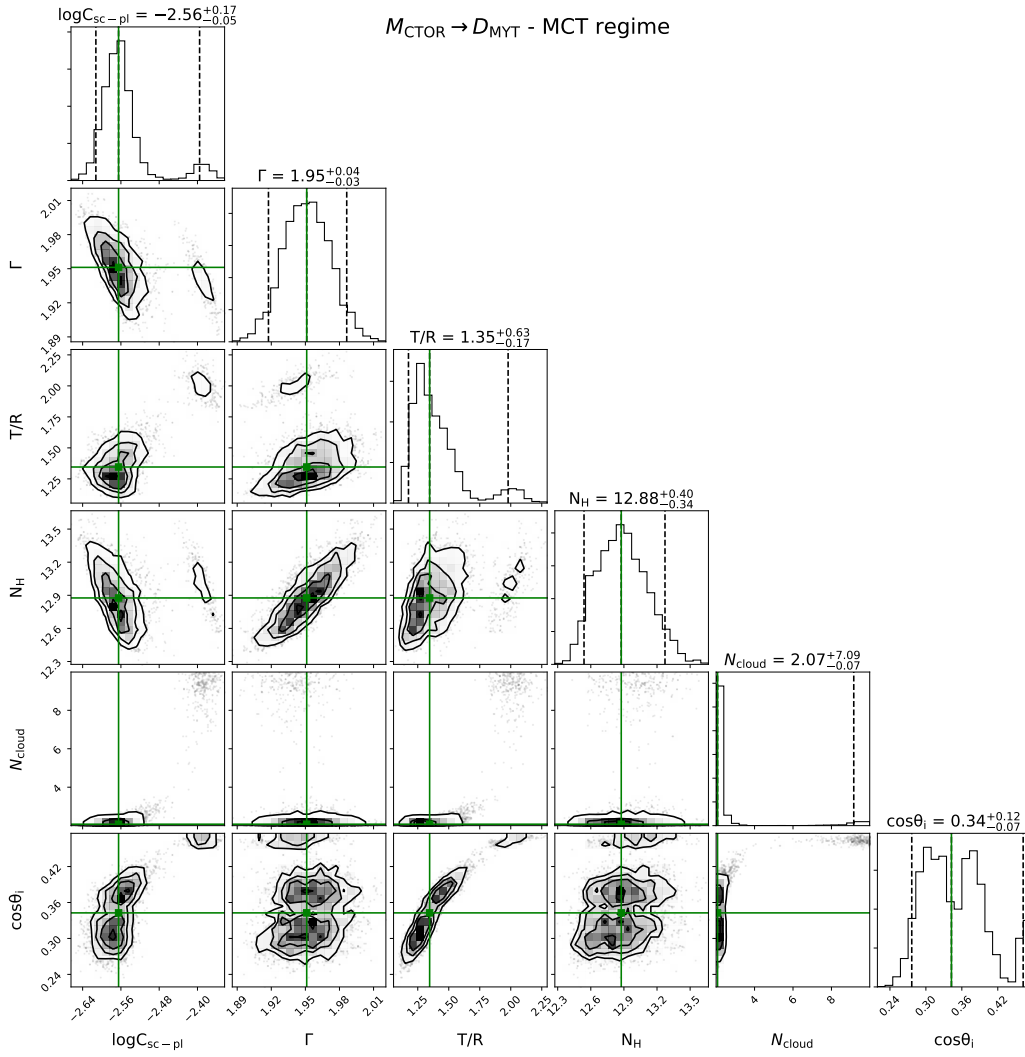 M_CTOR → D_MYT - MCT regime
logC_sc−pl = −2.56 +0.17 −0.05
Γ = 1.95 +0.04 −0.03
Γ
2.01
1.98
1.95
1.92
1.89
T/R = 1.35 +0.63 −0.17
T/R
2.25
2.00
1.75
1.50
1.25
N_H = 12.88 +0.40 −0.34
N_H
13.5
13.2
12.9
12.6
12.3
N_cloud = 2.07 +7.09 −0.07
N_cloud
8
6
4
cosθ_i = 0.34 +0.12 −0.07
cosθ_i
0.42
0.36
0.30
0.24
−2.64 −2.56 −2.48 −2.40 1.89 1.92 1.95 1.98 2.01 1.25 1.50 1.75 2.00 2.25 12.3 12.6 12.9 13.2 13.5 4 6 8 0.24 0.30 0.36 0.42
logC_sc−pl Γ T/R N_H N_cloud cosθ_i